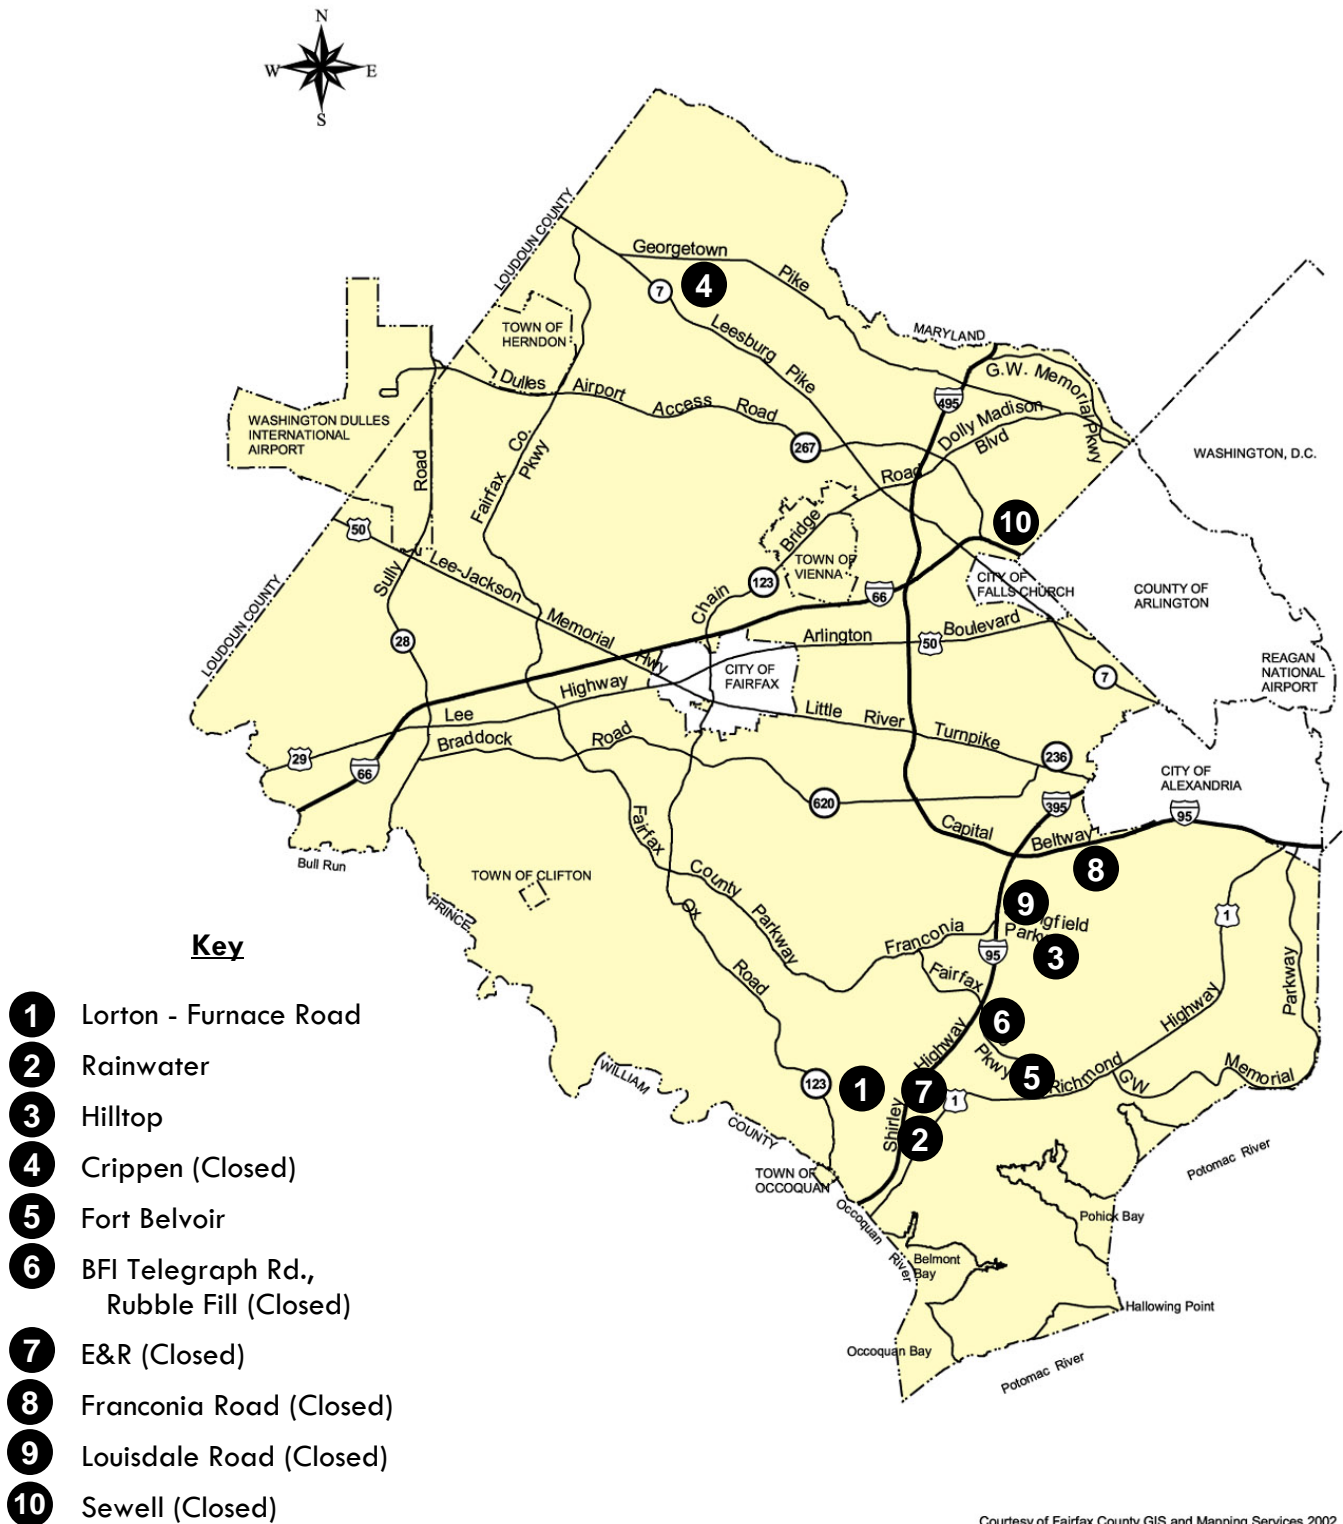 N
W
E
S
LOUDOUN COUNTY
Georgetown
Pike
4
7
Leesburg Pike
MARYLAND
TOWN OF
HERNDON
G.W. Memorial Pkwy
495
Dulles Airport Access Road
Dolly Madison
Blvd
WASHINGTON DULLES
INTERNATIONAL
AIRPORT
267
WASHINGTON, D.C.
Fairfax Co.
Pkwy
Road
Road
10
50
Bridge
TOWN OF
VIENNA
Lee-Jackson
Sully
CITY OF
FALLS CHURCH
COUNTY OF
ARLINGTON
LOUDOUN COUNTY
123
66
Chain
Memorial
28
Arlington
50
Boulevard
Hwy
CITY OF
FAIRFAX
REAGAN
NATIONAL
AIRPORT
7
Highway
Lee
Little River Turnpike
Braddock
Road
29
66
236
CITY OF
ALEXANDRIA
620
395
95
Fairfax
Capital
Beltway
Bull Run
TOWN OF CLIFTON
County
Parkway
8
PRINCE
Ox
9
gfield
Park
1
Franconia
3
95
Key
Road
Fairfax
Parkway
1 Lorton - Furnace Road
6
Highway
Highway
2 Rainwater
Pkwy
5
Richmond
GW
Memorial
WILLIAM
123
1
7
1
3 Hilltop
Shirley
2
COUNTY
Potomac River
4 Crippen (Closed)
TOWN OF
OCCOQUAN
5 Fort Belvoir
Occoquan River
Pohick Bay
6 BFI Telegraph Rd.,
Rubble Fill (Closed)
Belmont
Bay
Hallowing Point
7 E&R (Closed)
Occoquan Bay
Potomac River
8 Franconia Road (Closed)
9 Louisdale Road (Closed)
10 Sewell (Closed)
Courtesy of Fairfax County GIS and Mapping Services 2002